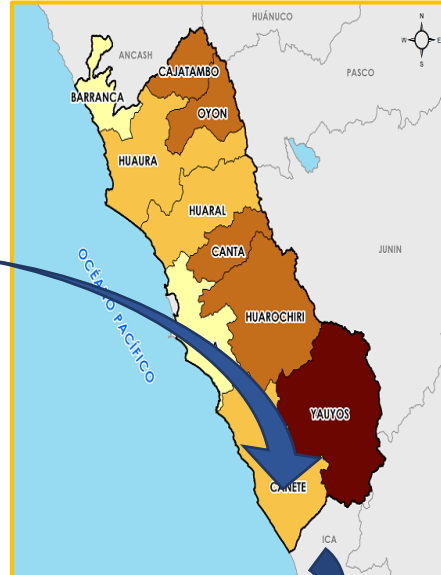 HUÁNUCO
N
W E
S
ANCASH
CAJATAMBO
PASCO
BARRANCA
OYON
HUAURA
HUARAL
CANTA
JUNIN
OCÉANO PACÍFICO
HUAROCHIRI
YAUYOS
CAÑETE
ICA